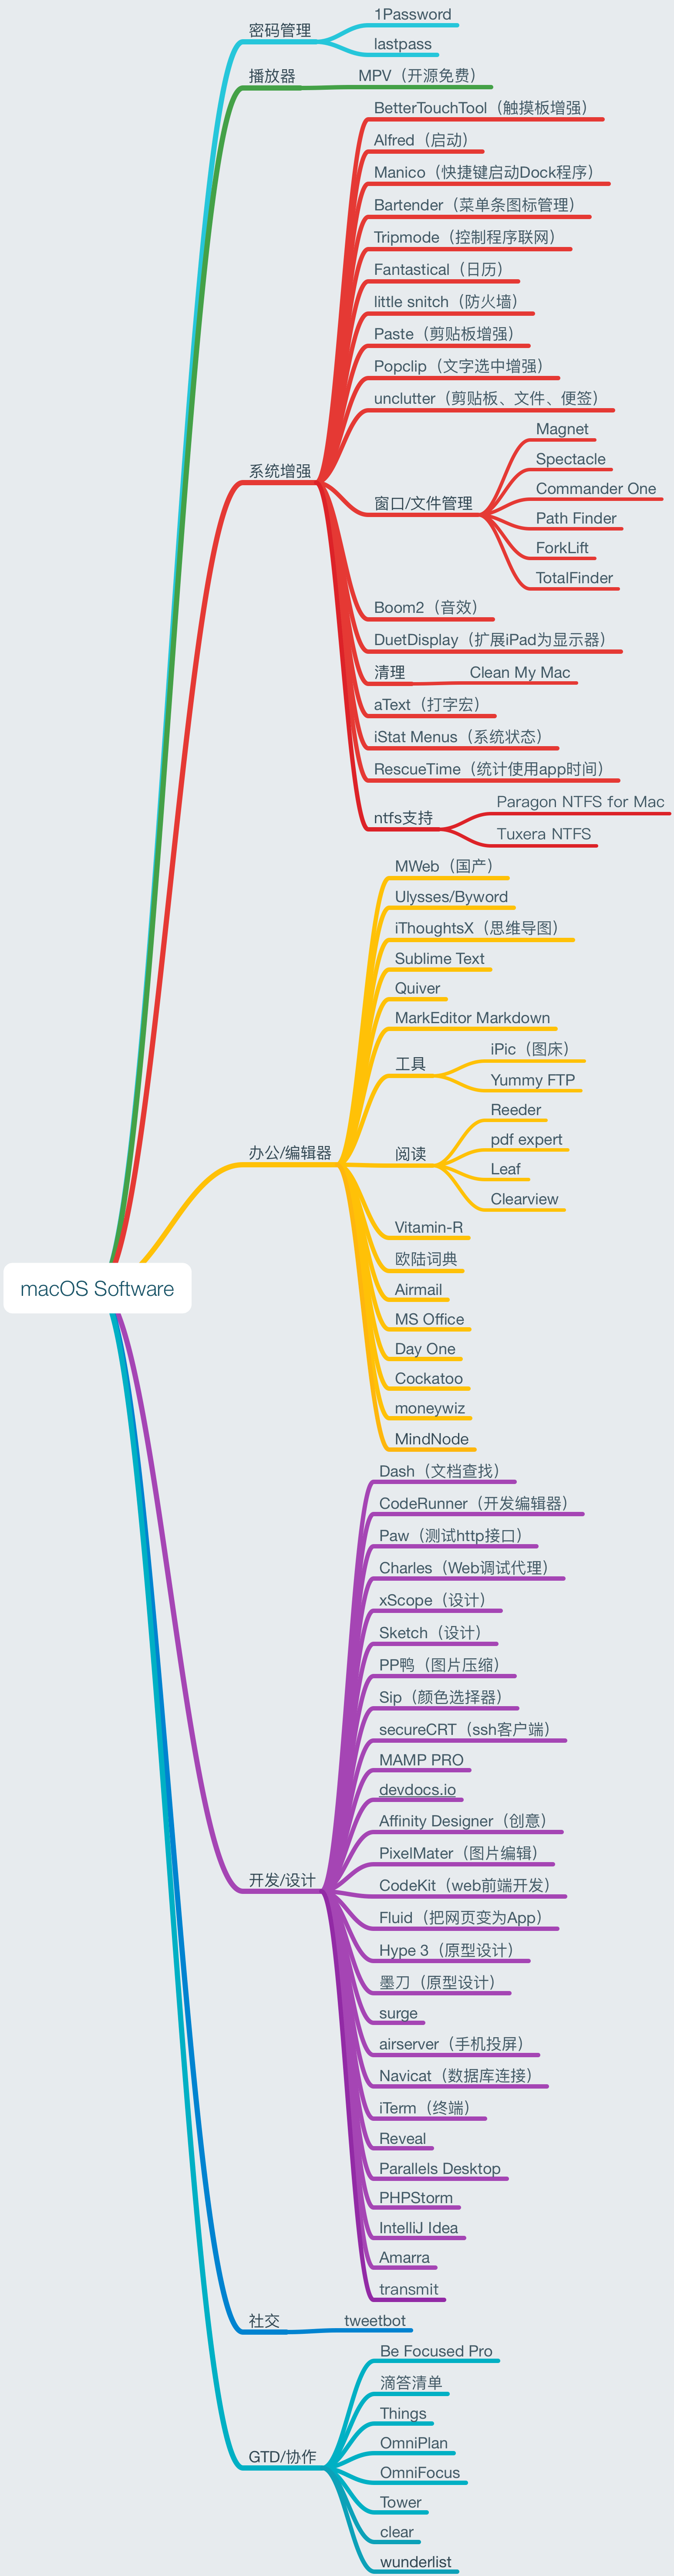 密码管理
1Password
lastpass
播放器
MPV（开源免费）
系统增强
BetterTouchTool（触摸板增强）
Alfred（启动）
Manico（快捷键启动Dock程序）
Bartender（菜单条图标管理）
Tripmode（控制程序联网）
Fantastical（日历）
little snitch（防火墙）
Paste（剪贴板增强）
Popclip（文字选中增强）
unclutter（剪贴板、文件、便签）
窗口/文件管理
Magnet
Spectacle
Commander One
Path Finder
ForkLift
TotalFinder
Boom2（音效）
DuetDisplay（扩展iPad为显示器）
清理
Clean My Mac
aText（打字宏）
iStat Menus（系统状态）
RescueTime（统计使用app时间）
ntfs支持
Paragon NTFS for Mac
Tuxera NTFS
办公/编辑器
MWeb（国产）
Ulysses/Byword
iThoughtsX（思维导图）
Sublime Text
Quiver
MarkEditor Markdown
工具
iPic（图床）
Yummy FTP
阅读
Reeder
pdf expert
Leaf
Clearview
Vitamin-R
欧陆词典
Airmail
MS Office
Day One
Cockatoo
moneywiz
MindNode
macOS Software
开发/设计
Dash（文档查找）
CodeRunner（开发编辑器）
Paw（测试http接口）
Charles（Web调试代理）
xScope（设计）
Sketch（设计）
PP鸭（图片压缩）
Sip（颜色选择器）
secureCRT（ssh客户端）
MAMP PRO
devdocs.io
Affinity Designer（创意）
PixelMater（图片编辑）
CodeKit（web前端开发）
Fluid（把网页变为App）
Hype 3（原型设计）
墨刀（原型设计）
surge
airserver（手机投屏）
Navicat（数据库连接）
iTerm（终端）
Reveal
Parallels Desktop
PHPStorm
IntelliJ Idea
Amarra
transmit
社交
tweetbot
GTD/协作
Be Focused Pro
滴答清单
Things
OmniPlan
OmniFocus
Tower
clear
wunderlist